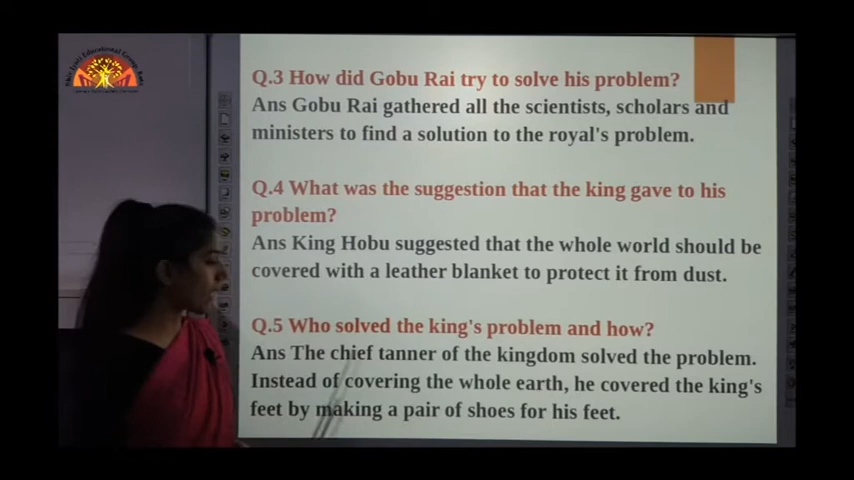 Q.3 How did Gobu Rai try to solve his problem?
Ans Gobu Rai gathered all the scientists, scholars and
ministers to find a solution to the royal's problem.
Q.4 What was the suggestion that the king gave to his
problem?
Ans King Hobu suggested that the whole world should be
covered with a leather blanket to protect it from dust.
Q.5 Who solved the king's problem and how?
Ans The chief tanner of the kingdom solved the problem.
Instead of covering the whole earth, he covered the king's
feet by making a pair of shoes for his feet.